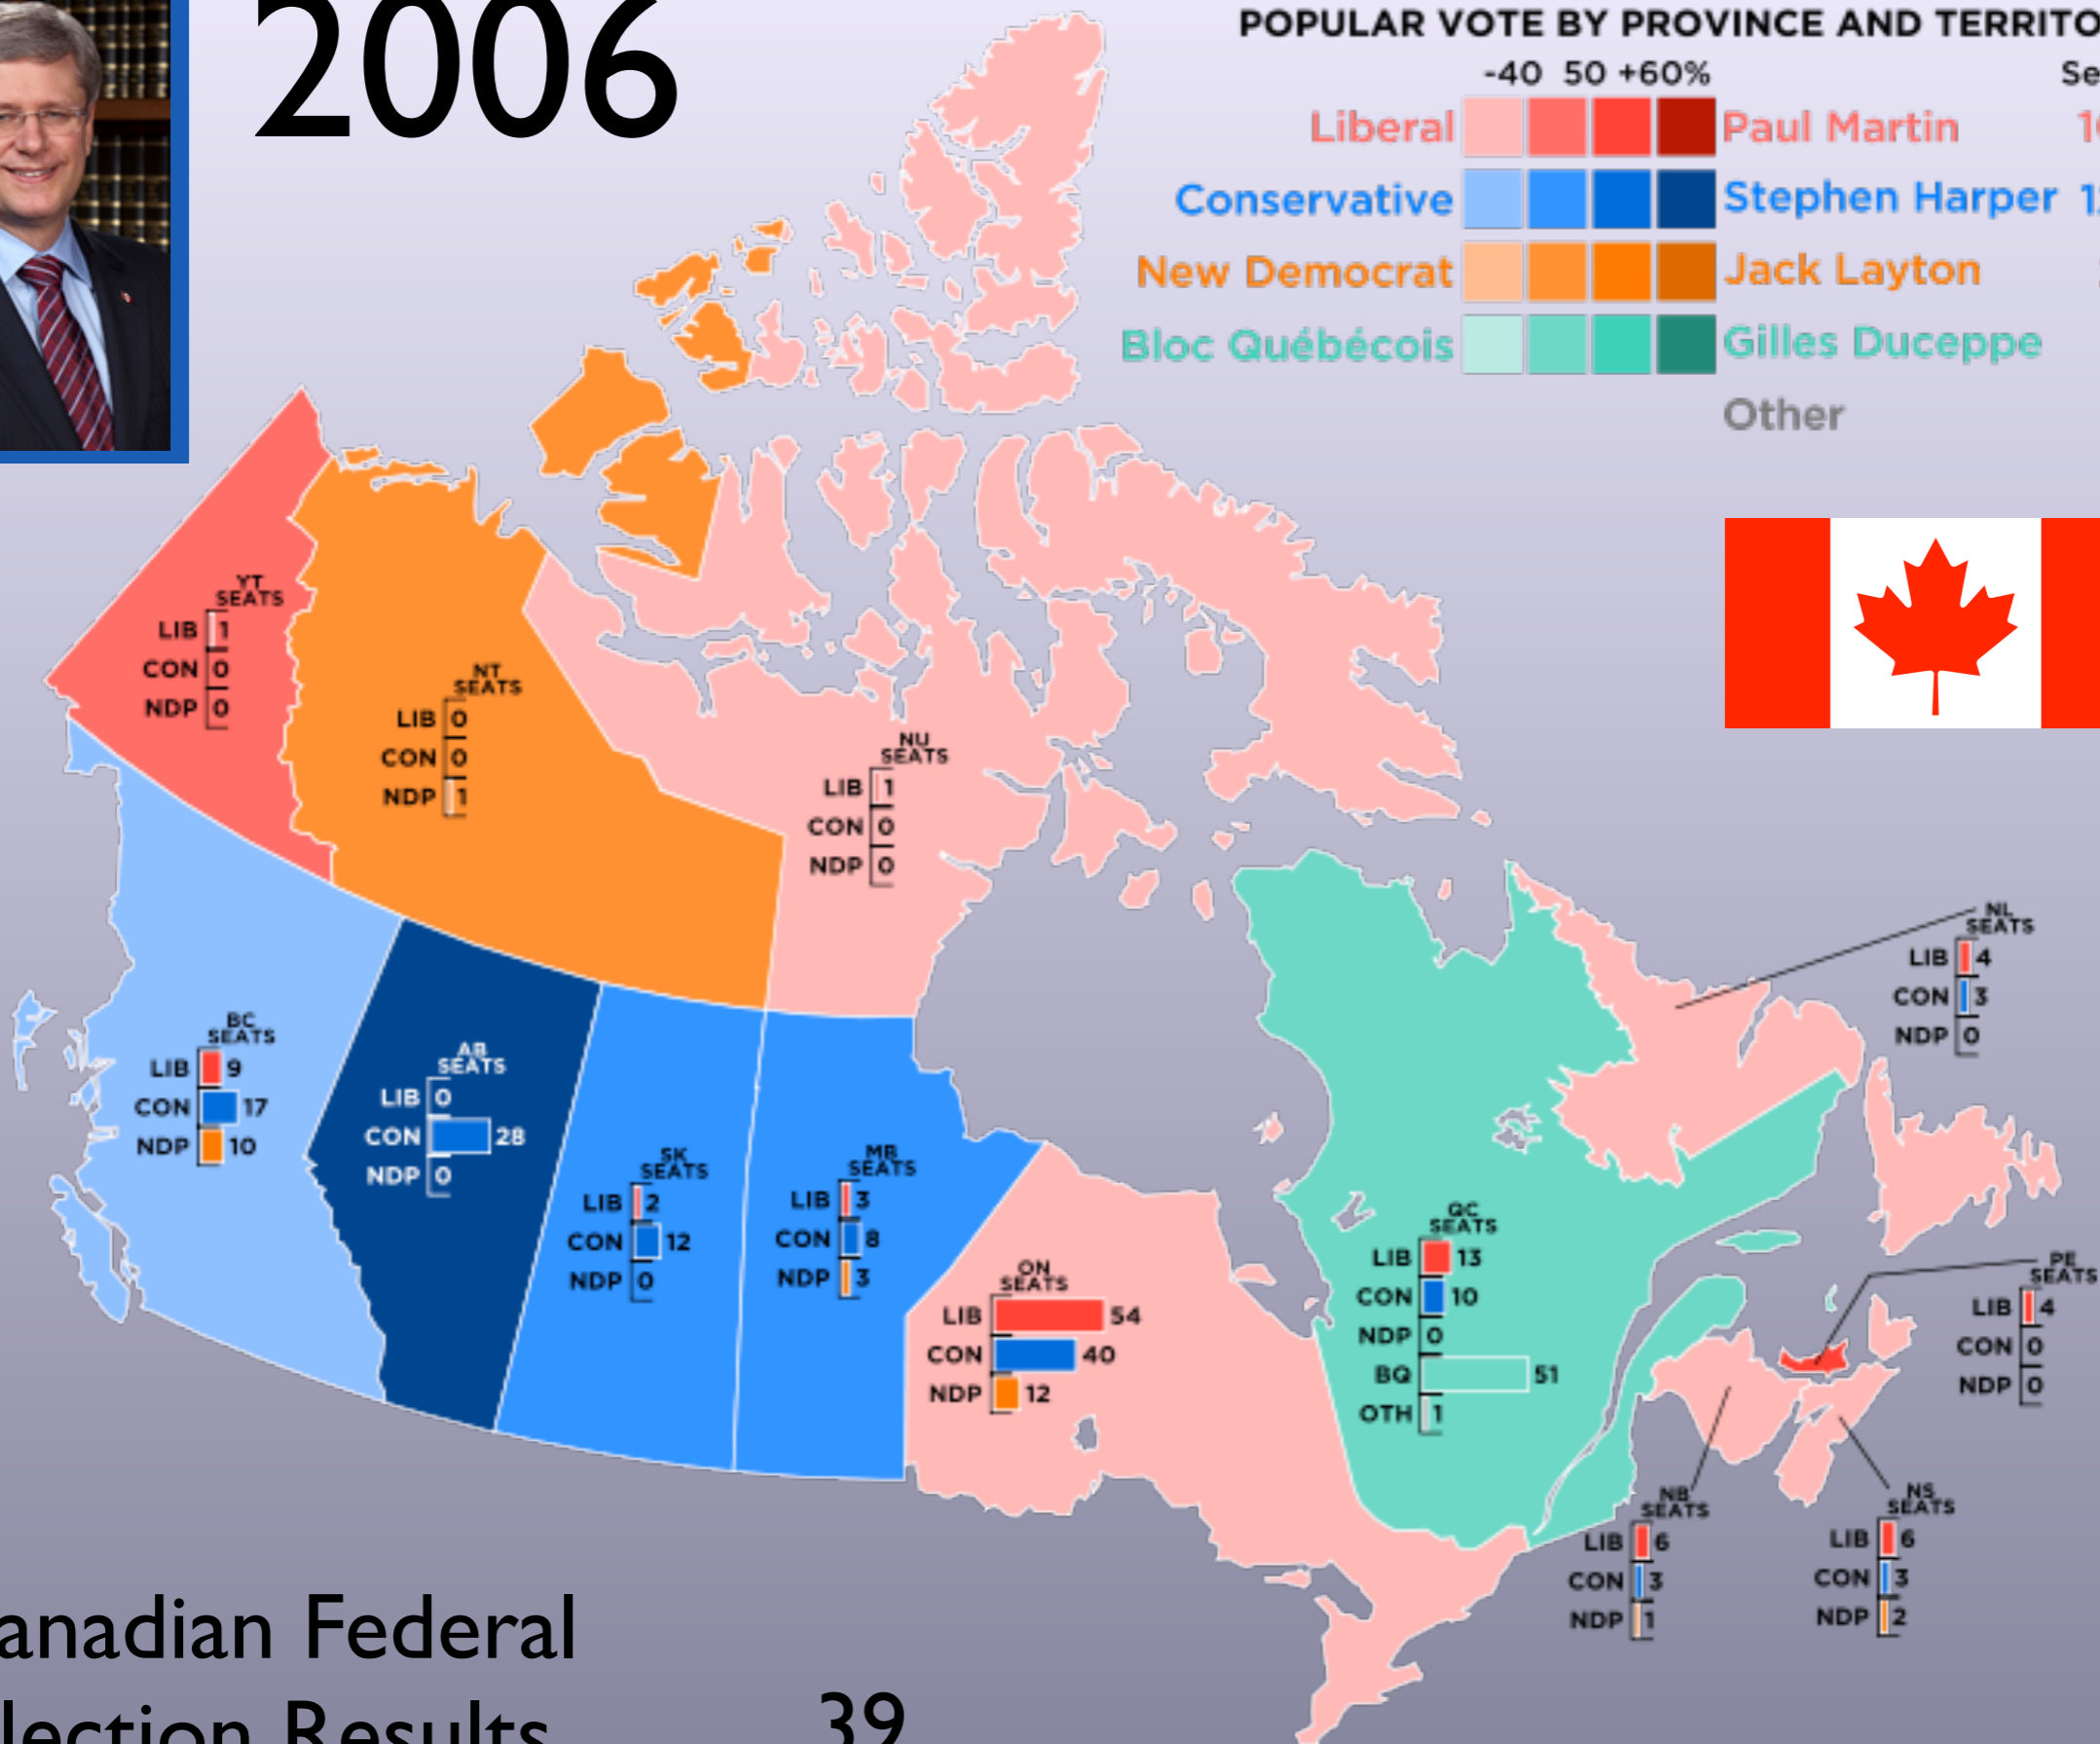 2006
POPULAR VOTE BY PROVINCE AND TERRITO
-40 50 +60%
Se
Liberal Paul Martin 1
Conservative Stephen Harper 1
New Democrat Jack Layton
Bloc Québécois Gilles Duceppe
Other
YT
SEATS
LIB 1
CON 0
NDP 0
NT
SEATS
LIB 0
CON 0
NDP 1
NU
SEATS
LIB 1
CON 0
NDP 0
NL
SEATS
LIB 4
CON 3
NDP 0
BC
SEATS
LIB 9
CON 17
NDP 10
AB
SEATS
LIB 0
CON 28
NDP 0
SK
SEATS
LIB 2
CON 12
NDP 0
MB
SEATS
LIB 3
CON 8
NDP 3
ON
SEATS
LIB 54
CON 40
NDP 12
QC
SEATS
LIB 13
CON 10
NDP 0
BQ 51
OTH 1
PE
SEATS
LIB 4
CON 0
NDP 0
NB
SEATS
LIB 6
CON 3
NDP 1
NS
SEATS
LIB 6
CON 3
NDP 2
anadian Federal
lection Results
39